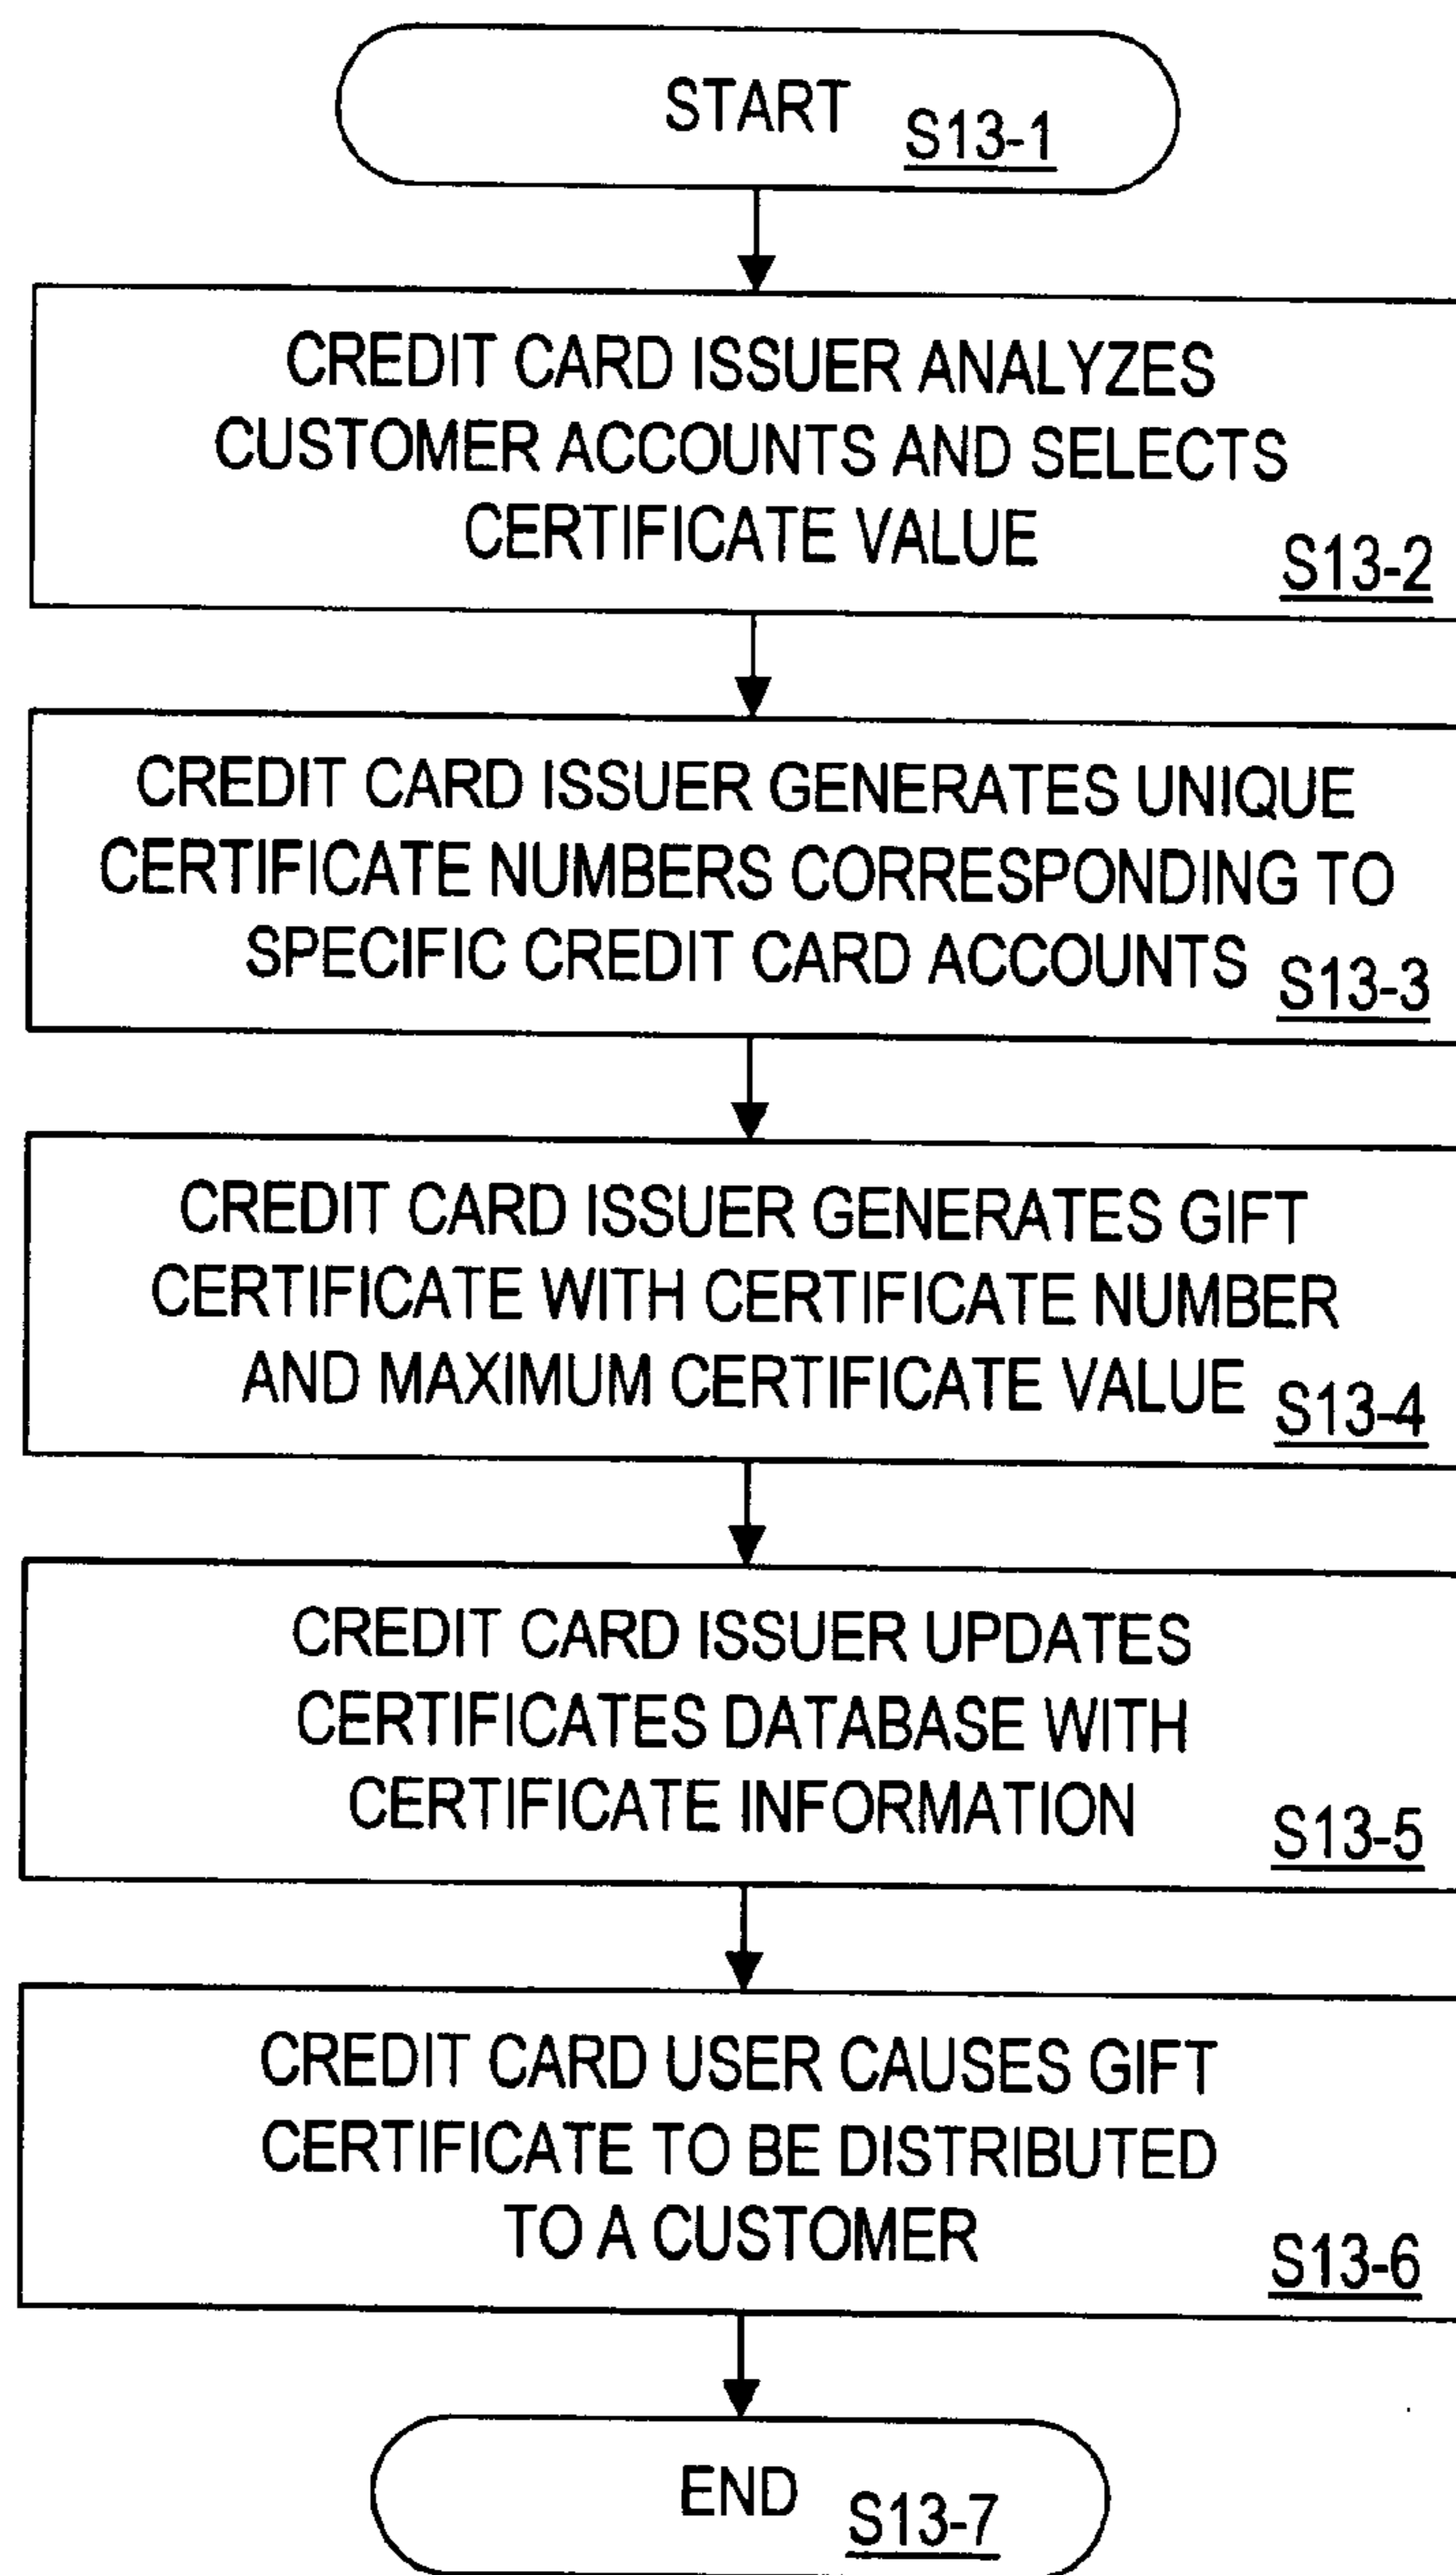 START S13-1
CREDIT CARD ISSUER ANALYZES
CUSTOMER ACCOUNTS AND SELECTS
CERTIFICATE VALUE
S13-2
CREDIT CARD ISSUER GENERATES UNIQUE
CERTIFICATE NUMBERS CORRESPONDING TO
SPECIFIC CREDIT CARD ACCOUNTS
S13-3
CREDIT CARD ISSUER GENERATES GIFT
CERTIFICATE WITH CERTIFICATE NUMBER
AND MAXIMUM CERTIFICATE VALUE
S13-4
CREDIT CARD ISSUER UPDATES
CERTIFICATES DATABASE WITH
CERTIFICATE INFORMATION
S13-5
CREDIT CARD USER CAUSES GIFT
CERTIFICATE TO BE DISTRIBUTED
TO A CUSTOMER
S13-6
END S13-7